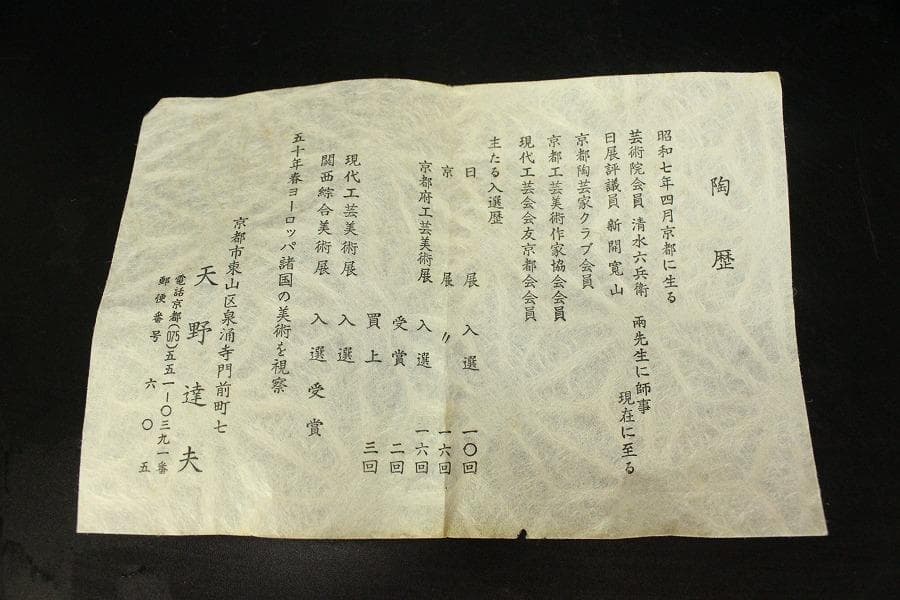 陶歴
昭和七年四月京都に生る
芸術院会員 清水六兵衛
日展評議員 新開寛山
両先生に師事
現在に至る
京都陶芸家クラブ会員
京都工芸美術作家協会会員
現代工芸会会友京都会会員
主たる入選歴
日展 入選 一〇回
京展 〃 一六回
京都府工芸美術展 入選 一六回
受賞 二回
買上 三回
現代工芸美術展 入選
関西綜合美術展 入選受賞
五十年春ヨーロッパ諸国の美術を視察
京都市東山区泉涌寺門前町七
天野達夫
電話京都(075)五五一ー〇三九一番
郵便番号 六〇五